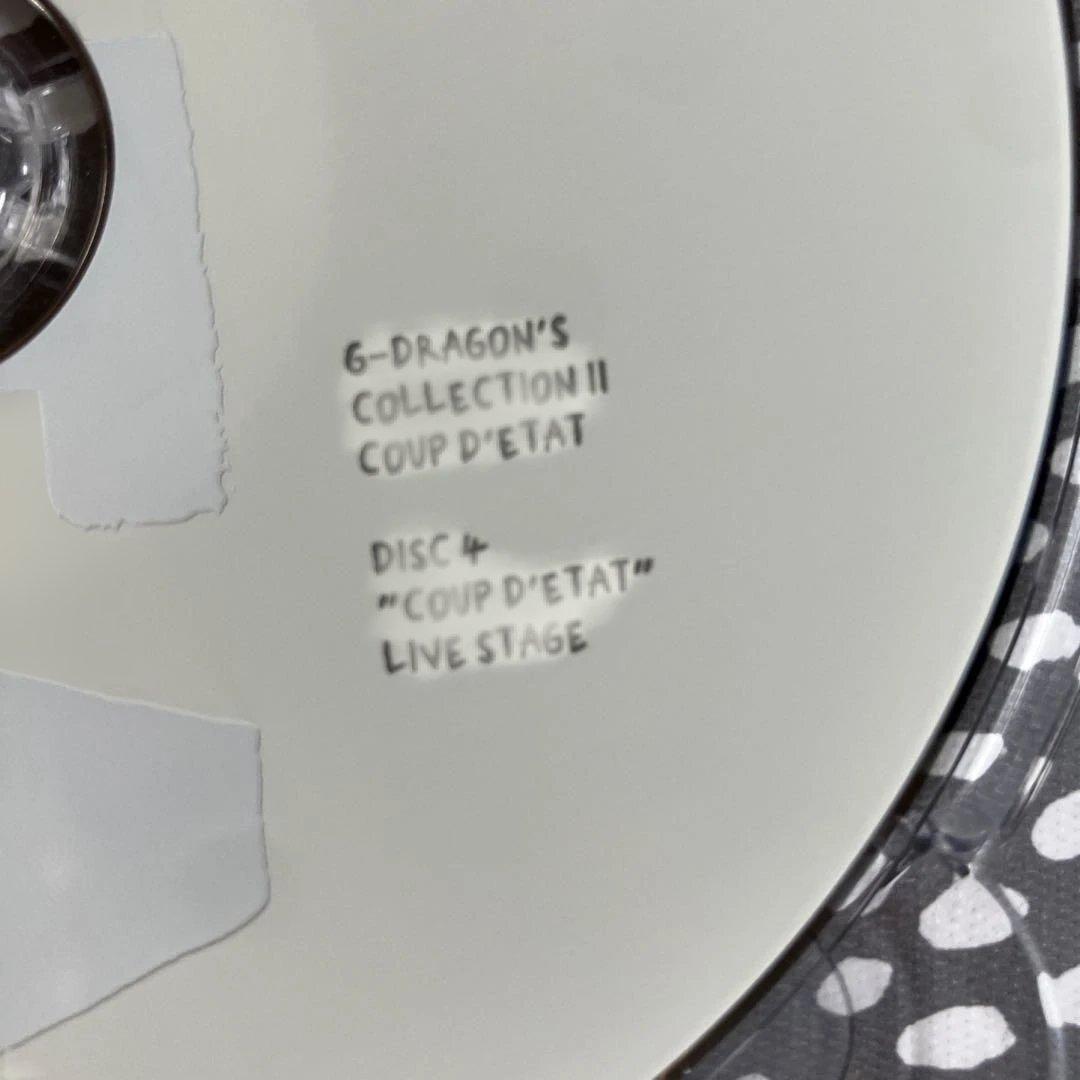 G-DRAGON'S
COLLECTION II
COUP D'ETAT
DISC 4
"COUP D'ETAT"
LIVE STAGE